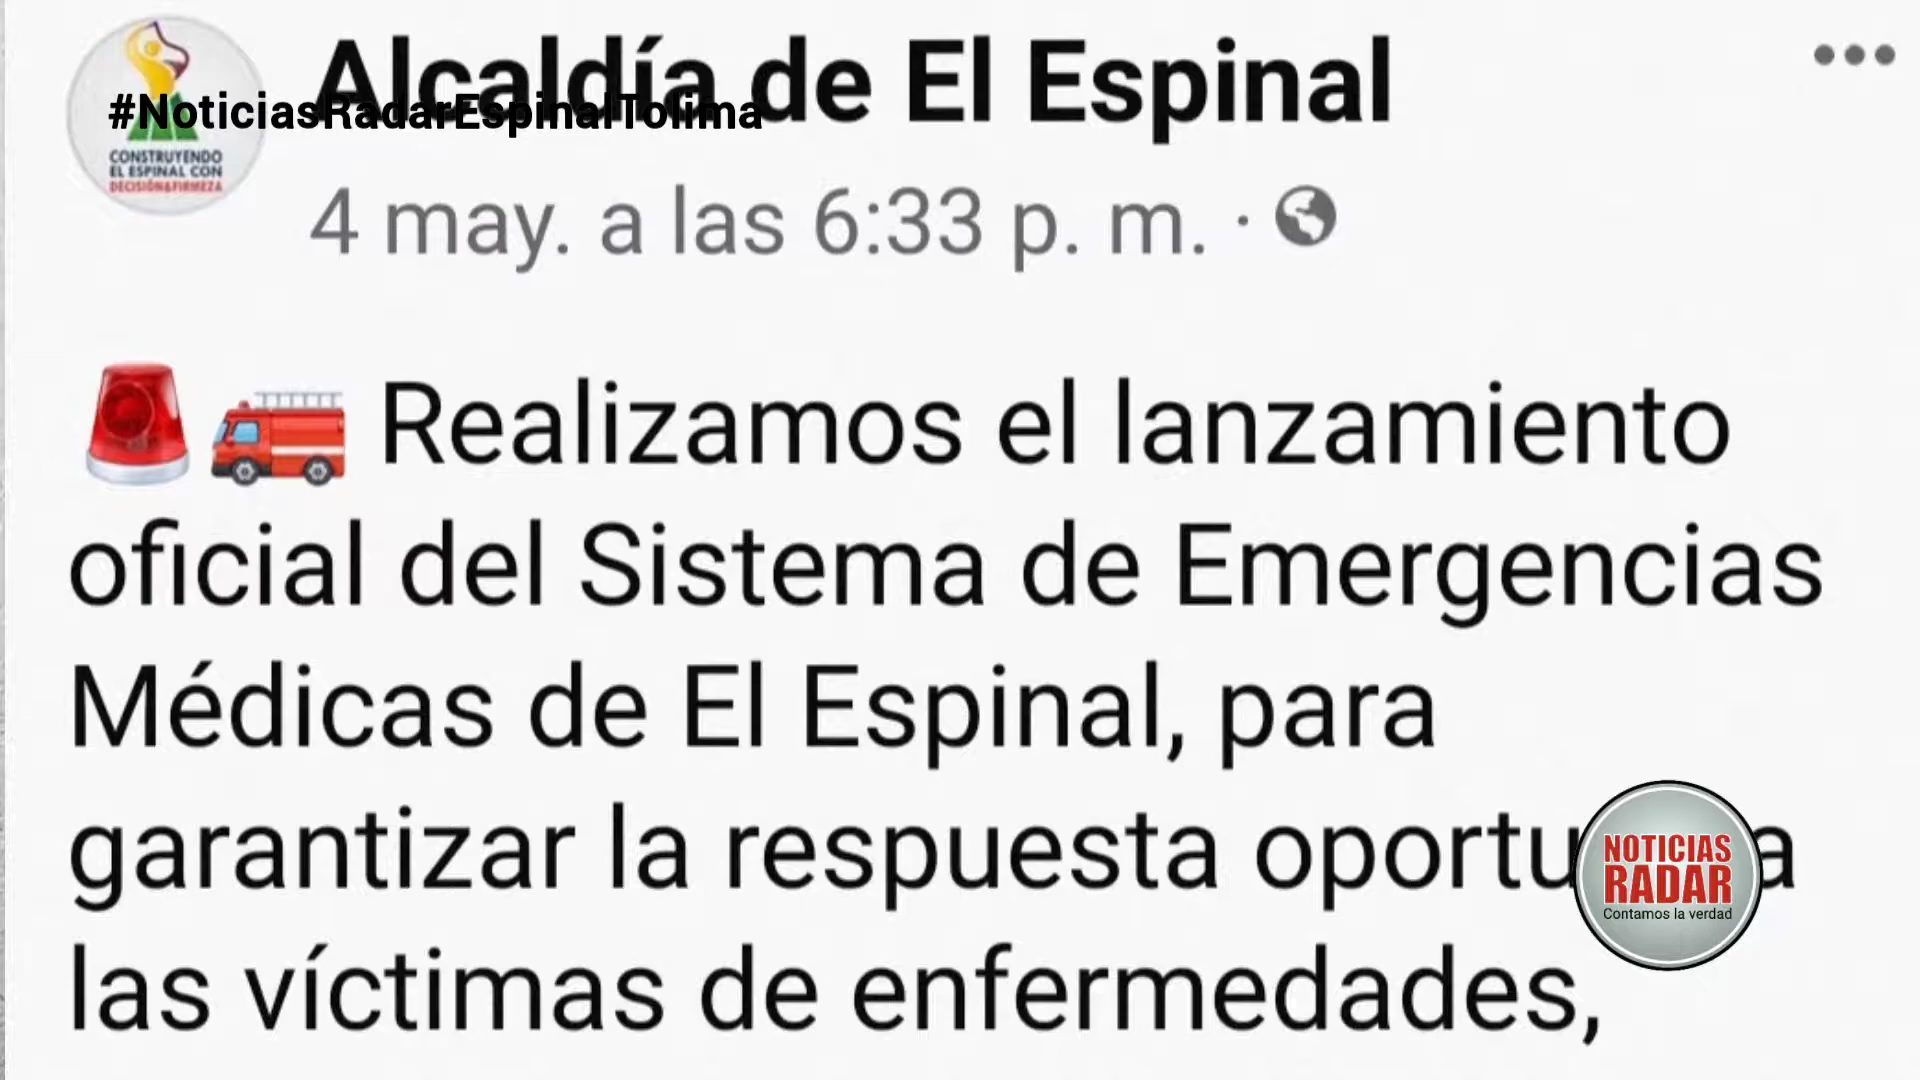 Alcaldía de El Espinal
#NoticiasRadarEspinalTolima
CONSTRUYENDO
EL ESPINAL CON
DECISIÓN&FIRMEZA
4 may. a las 6:33 p. m. ·
Realizamos el lanzamiento
oficial del Sistema de Emergencias
Médicas de El Espinal, para
garantizar la respuesta
las víctimas de enfermedades,
NOTICIAS
RADAR
Contamos la verdad